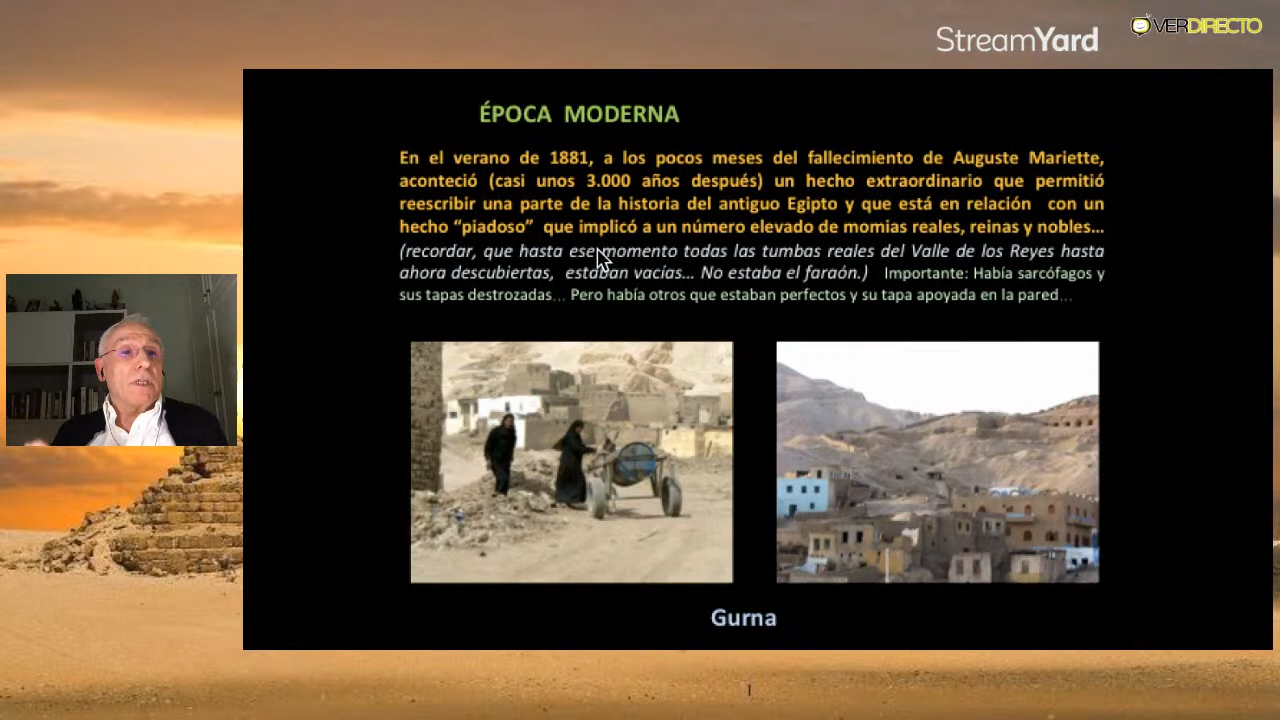 StreamYard
VERDIRECTO
ÉPOCA MODERNA
En el verano de 1881, a los pocos meses del fallecimiento de Auguste Mariette,
aconteció (casi unos 3.000 años después) un hecho extraordinario que permitió
reescribir una parte de la historia del antiguo Egipto y que está en relación con un
hecho “piadoso” que implicó a un número elevado de momias reales, reinas y nobles…
(recordar, que hasta ese momento todas las tumbas reales del Valle de los Reyes hasta
ahora descubiertas, estaban vacías… No estaba el faraón.) Importante: Había sarcófagos y
sus tapas destrozadas… Pero había otros que estaban perfectos y su tapa apoyada en la pared…
Gurna